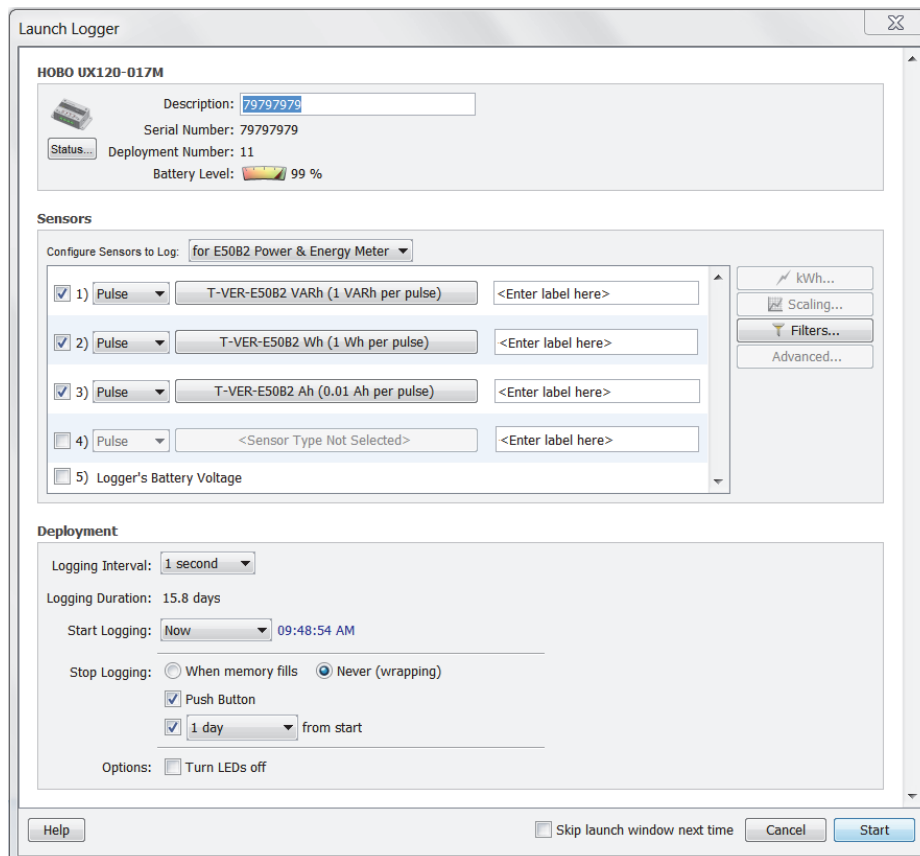 Launch Logger
HOBO UX120-017M
Description: 79797979
Serial Number: 79797979
Status... Deployment Number: 11
Battery Level: 99 %
Sensors
Configure Sensors to Log: for E50B2 Power & Energy Meter
1) Pulse T-VER-E50B2 VARh (1 VARh per pulse) <Enter label here> kWh...
Scaling...
2) Pulse T-VER-E50B2 Wh (1 Wh per pulse) <Enter label here> Filters...
Advanced...
3) Pulse T-VER-E50B2 Ah (0.01 Ah per pulse) <Enter label here>
4) Pulse <Sensor Type Not Selected> <Enter label here>
5) Logger's Battery Voltage
Deployment
Logging Interval: 1 second
Logging Duration: 15.8 days
Start Logging: Now 09:48:54 AM
Stop Logging: When memory fills Never (wrapping)
Push Button
1 day from start
Options: Turn LEDs off
Help Skip launch window next time Cancel Start